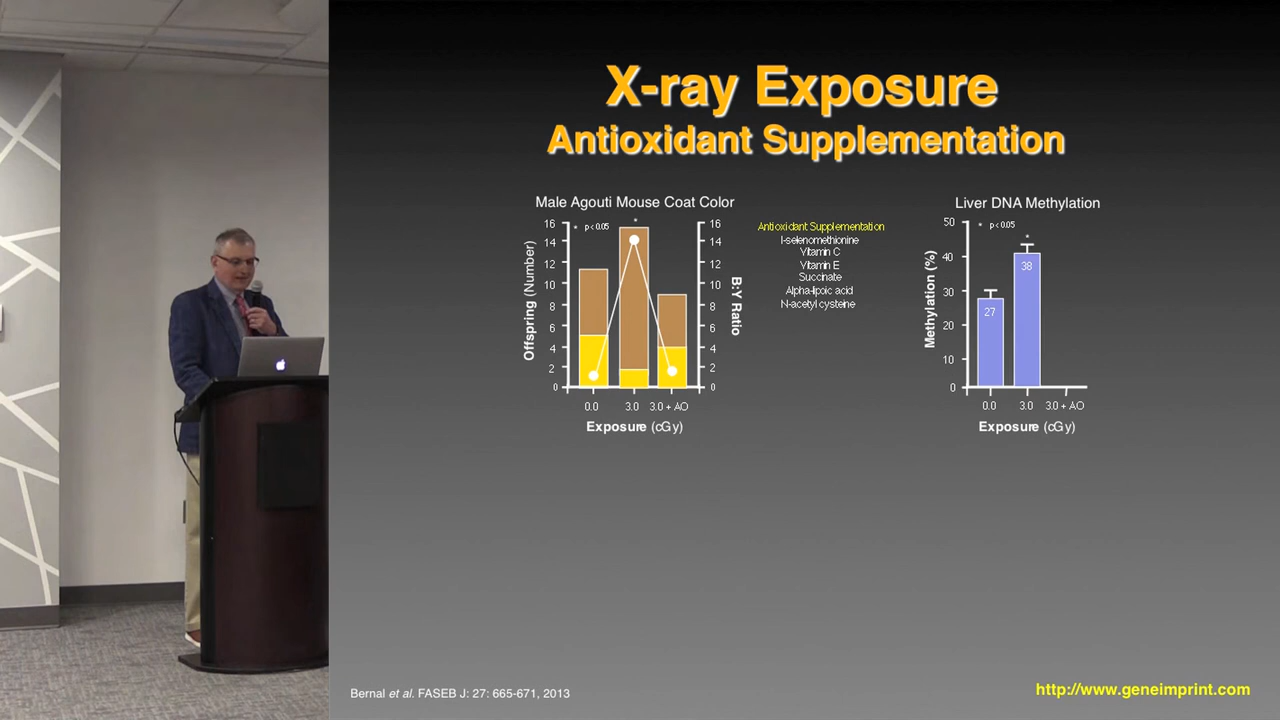 X-ray Exposure
Antioxidant Supplementation
Male Agouti Mouse Coat Color
16
14
12
10
8
6
4
2
0
Offspring (Number)
* p < 0.05
*
16
14
12
10
8
6
4
2
0
B:Y Ratio
0.0 3.0 3.0 + AO
Exposure (cGy)
Antioxidant Supplementation
l-selenomethionine
Vitamin C
Vitamin E
Succinate
Alpha-lipoic acid
N-acetyl cysteine
Liver DNA Methylation
50
40
30
20
10
0
Methylation (%)
* p < 0.05
*
27
38
0.0 3.0 3.0 + AO
Exposure (cGy)
Bernal et al. FASEB J: 27: 665-671, 2013
http://www.geneimprint.com